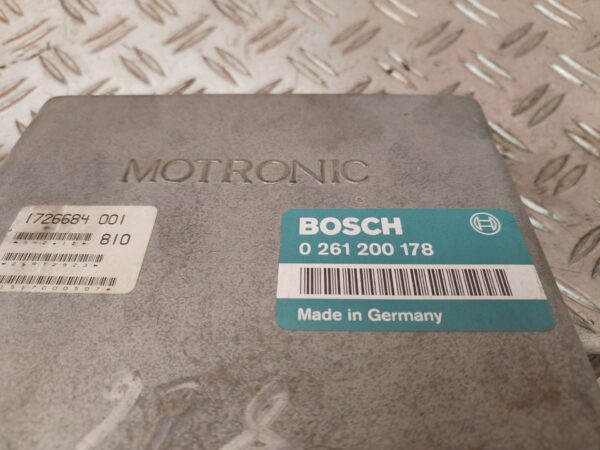 MOTRONIC
1726684 001
810
BOSCH
0 261 200 178
Made in Germany